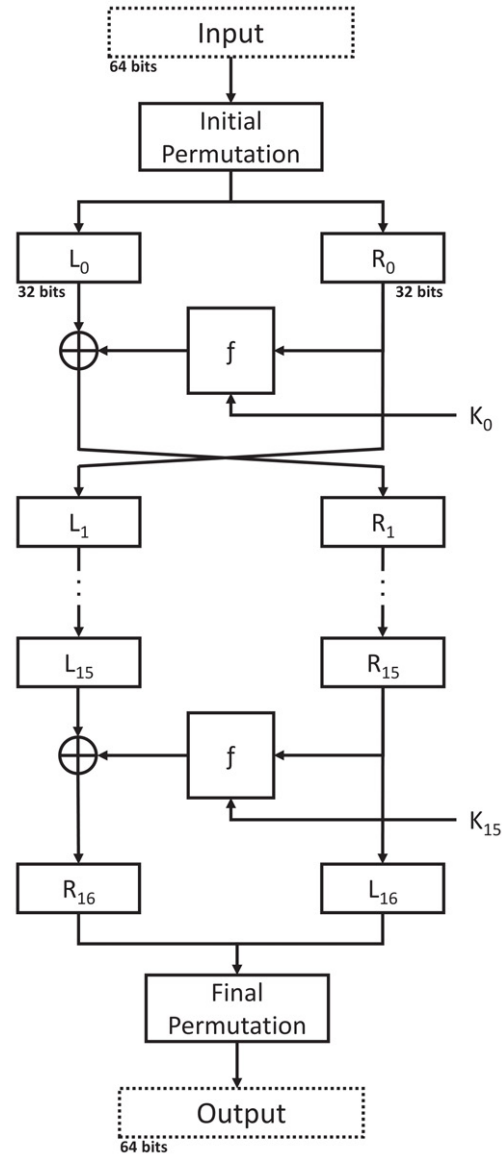 Input
64 bits
Initial
Permutation
L₀
R₀
32 bits
32 bits
ƒ
K₀
L₁
R₁
L₁₅
R₁₅
ƒ
K₁₅
R₁₆
L₁₆
Final
Permutation
Output
64 bits